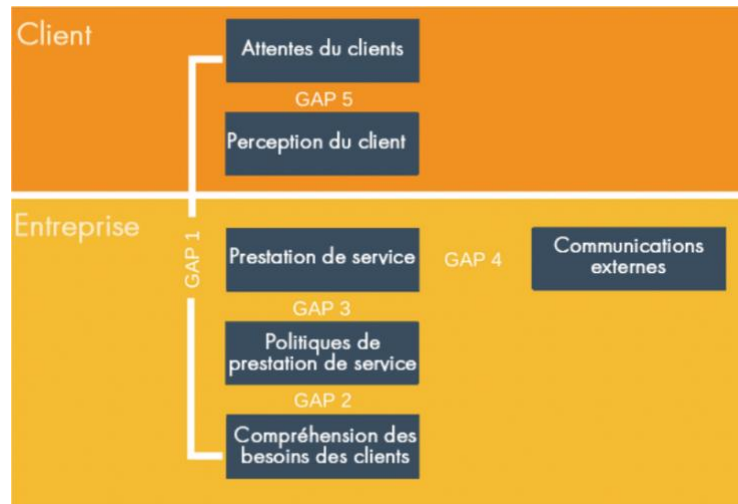 Client
Attentes du clients
GAP 5
Perception du client
Entreprise
GAP 1
Prestation de service
GAP 4
Communications
externes
GAP 3
Politiques de
prestation de service
GAP 2
Compréhension des
besoins des clients